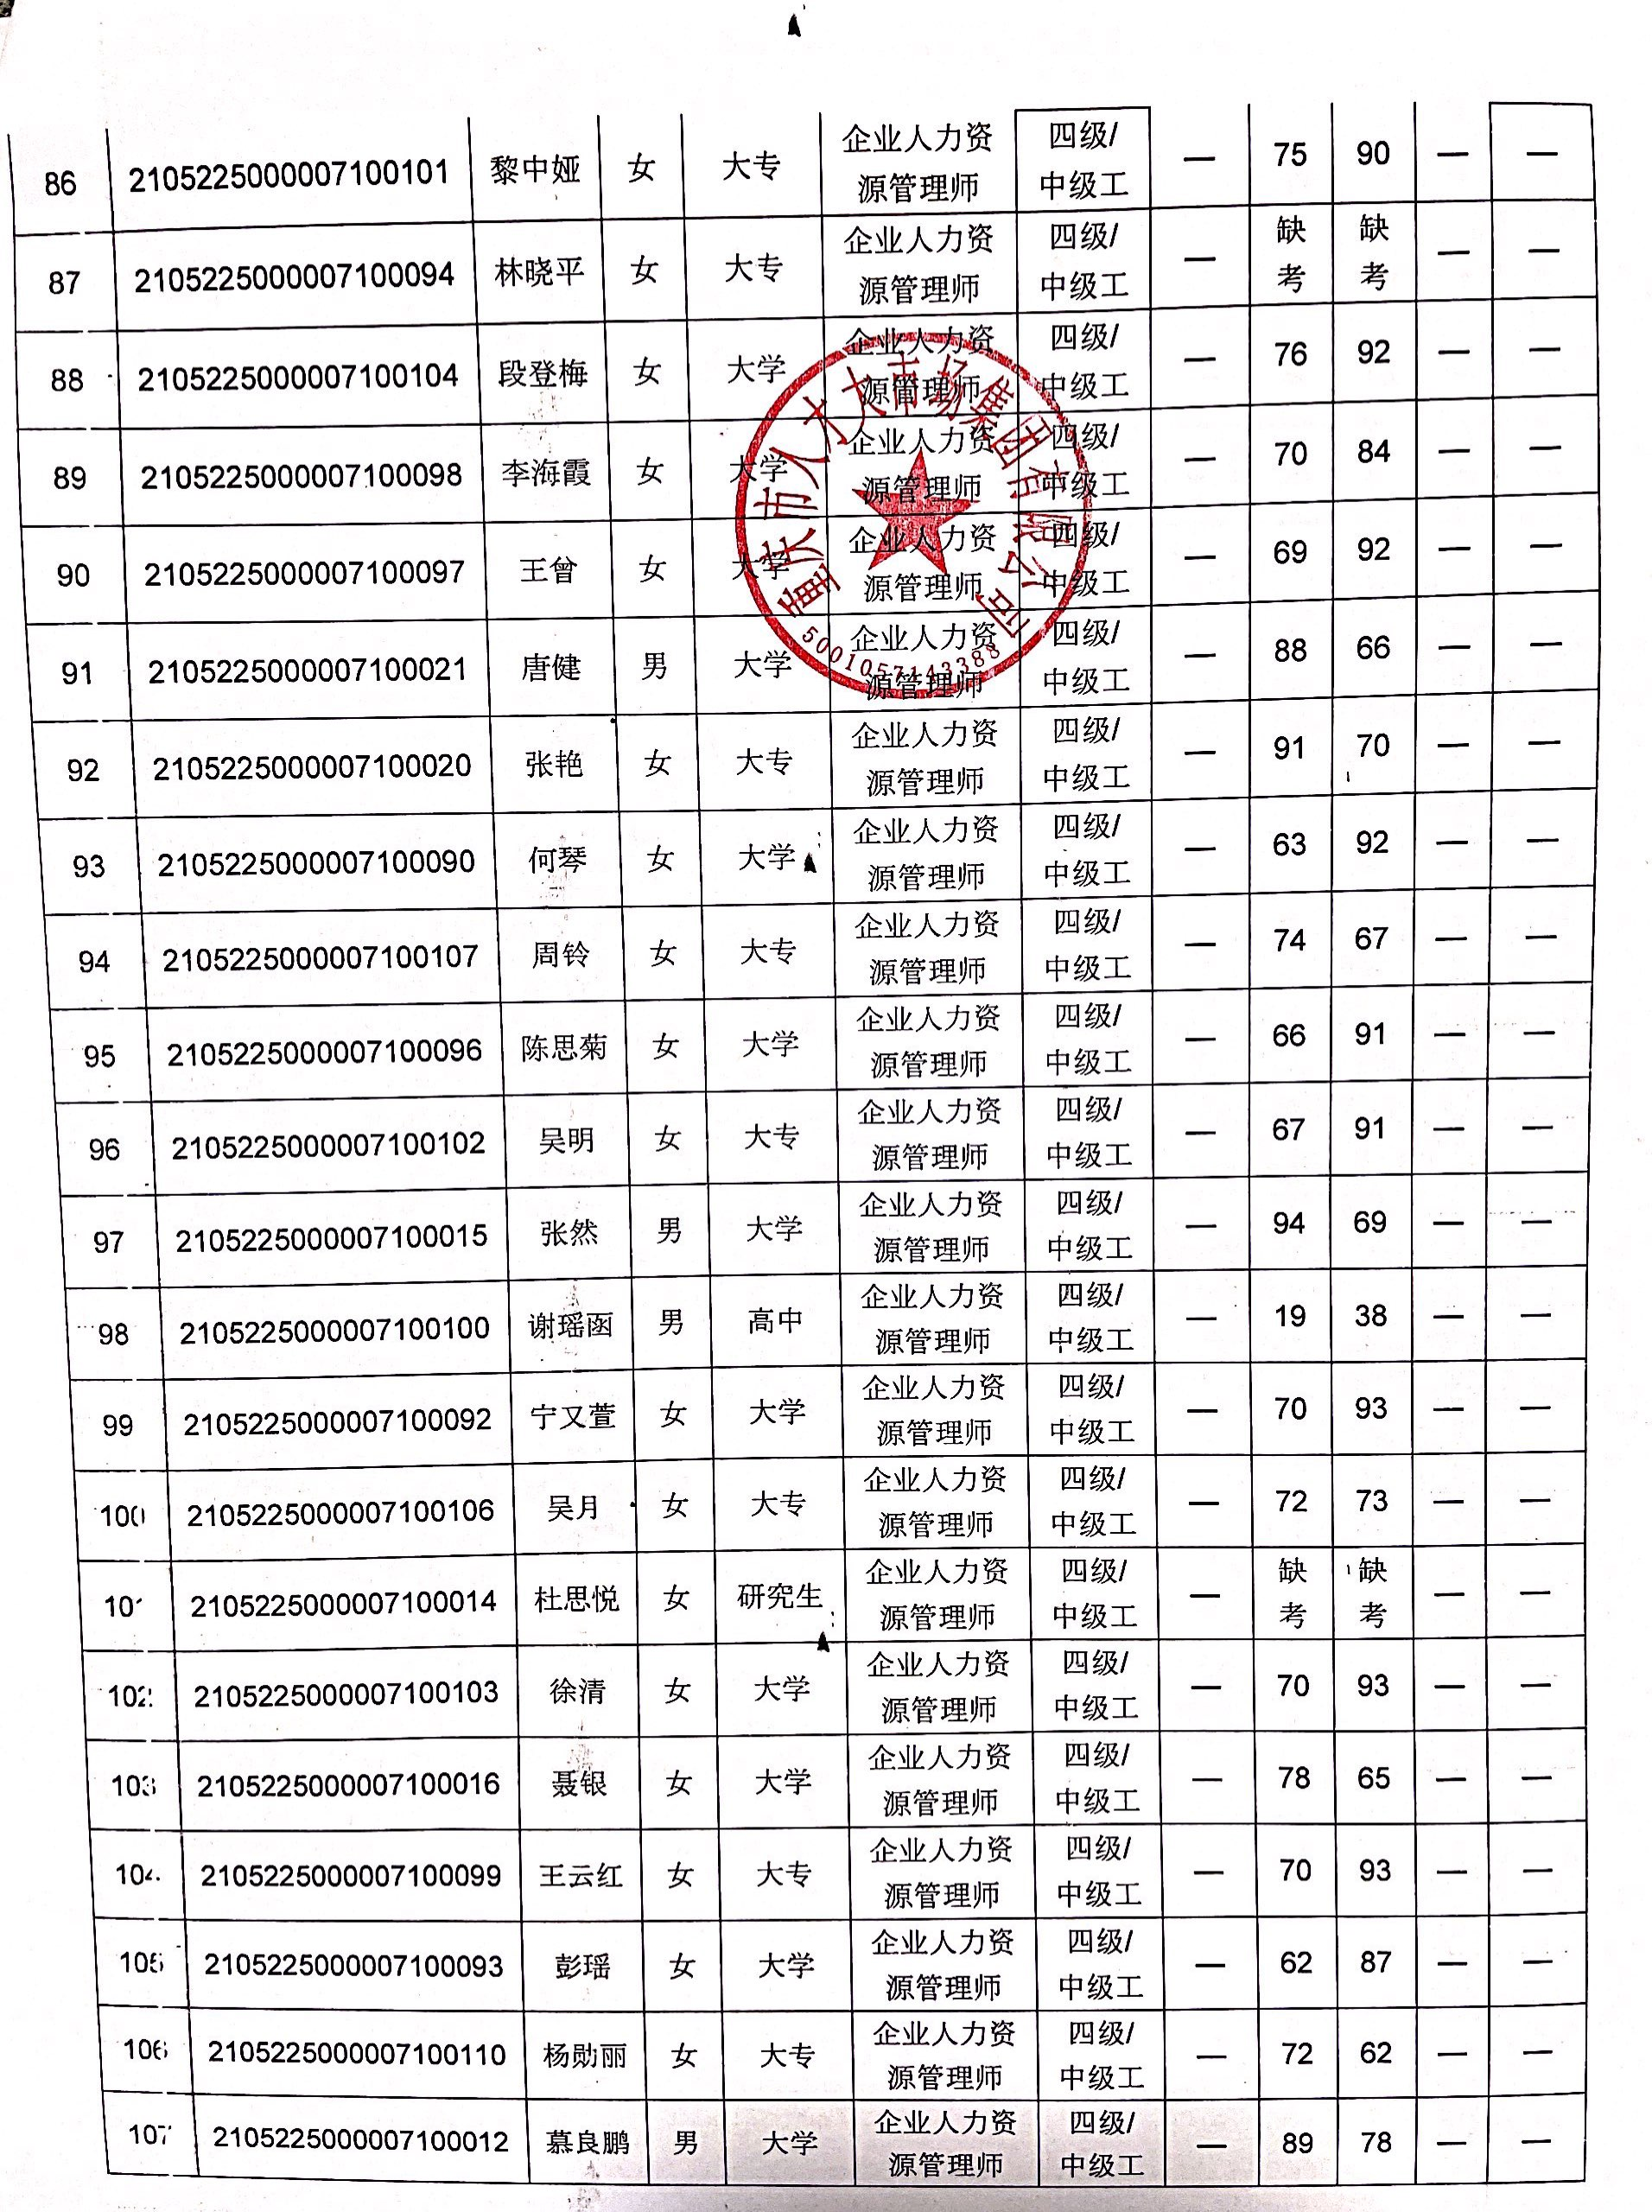 86 2105225000007100101 黎中娅 女 大专 企业人力资源管理师 四级/中级工 — 75 90 — —
87 2105225000007100094 林晓平 女 大专 企业人力资源管理师 四级/中级工 — 缺考 缺考 — —
88 2105225000007100104 段登梅 女 大学 企业人力资源管理师 四级/中级工 — 76 92 — —
89 2105225000007100098 李海霞 女 大学 企业人力资源管理师 四级/中级工 — 70 84 — —
90 2105225000007100097 王曾 女 大学 企业人力资源管理师 四级/中级工 — 69 92 — —
91 2105225000007100021 唐健 男 大学 企业人力资源管理师 四级/中级工 — 88 66 — —
重庆市人才大市场集团有限公司
5001057143388
92 2105225000007100020 张艳 女 大专 企业人力资源管理师 四级/中级工 — 91 70 — —
93 2105225000007100090 何琴 女 大学 企业人力资源管理师 四级/中级工 — 63 92 — —
94 2105225000007100107 周铃 女 大专 企业人力资源管理师 四级/中级工 — 74 67 — —
95 2105225000007100096 陈思菊 女 大学 企业人力资源管理师 四级/中级工 — 66 91 — —
96 2105225000007100102 吴明 女 大专 企业人力资源管理师 四级/中级工 — 67 91 — —
97 2105225000007100015 张然 男 大学 企业人力资源管理师 四级/中级工 — 94 69 — —
98 2105225000007100100 谢瑶函 男 高中 企业人力资源管理师 四级/中级工 — 19 38 — —
99 2105225000007100092 宁又萱 女 大学 企业人力资源管理师 四级/中级工 — 70 93 — —
100 2105225000007100106 吴月 女 大专 企业人力资源管理师 四级/中级工 — 72 73 — —
101 2105225000007100014 杜思悦 女 研究生 企业人力资源管理师 四级/中级工 — 缺考 缺考 — —
102 2105225000007100103 徐清 女 大学 企业人力资源管理师 四级/中级工 — 70 93 — —
103 2105225000007100016 聂银 女 大学 企业人力资源管理师 四级/中级工 — 78 65 — —
104 2105225000007100099 王云红 女 大专 企业人力资源管理师 四级/中级工 — 70 93 — —
105 2105225000007100093 彭瑶 女 大学 企业人力资源管理师 四级/中级工 — 62 87 — —
106 2105225000007100110 杨勋丽 女 大专 企业人力资源管理师 四级/中级工 — 72 62 — —
107 2105225000007100012 慕良鹏 男 大学 企业人力资源管理师 四级/中级工 — 89 78 — —